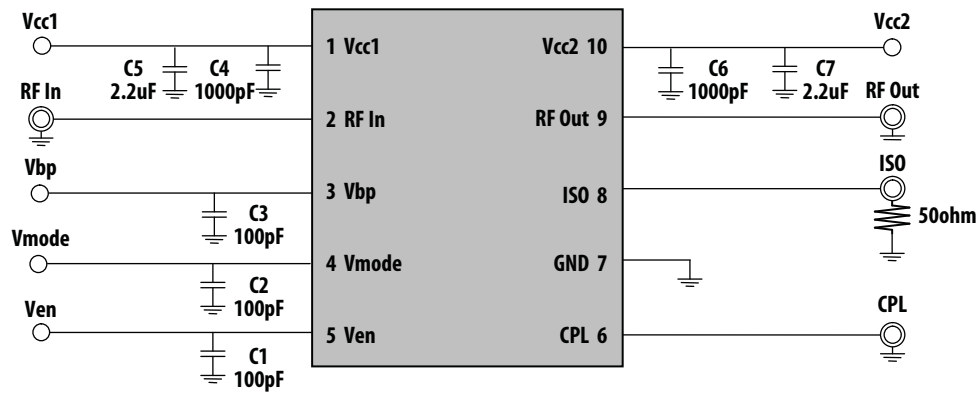 Vcc1
C5
2.2uF
C4
1000pF
1 Vcc1
RF In
2 RF In
Vbp
3 Vbp
C3
100pF
Vmode
4 Vmode
C2
100pF
Ven
5 Ven
C1
100pF
Vcc2 10
Vcc2
C6
1000pF
C7
2.2uF
RF Out 9
RF Out
ISO 8
ISO
50ohm
GND 7
CPL 6
CPL